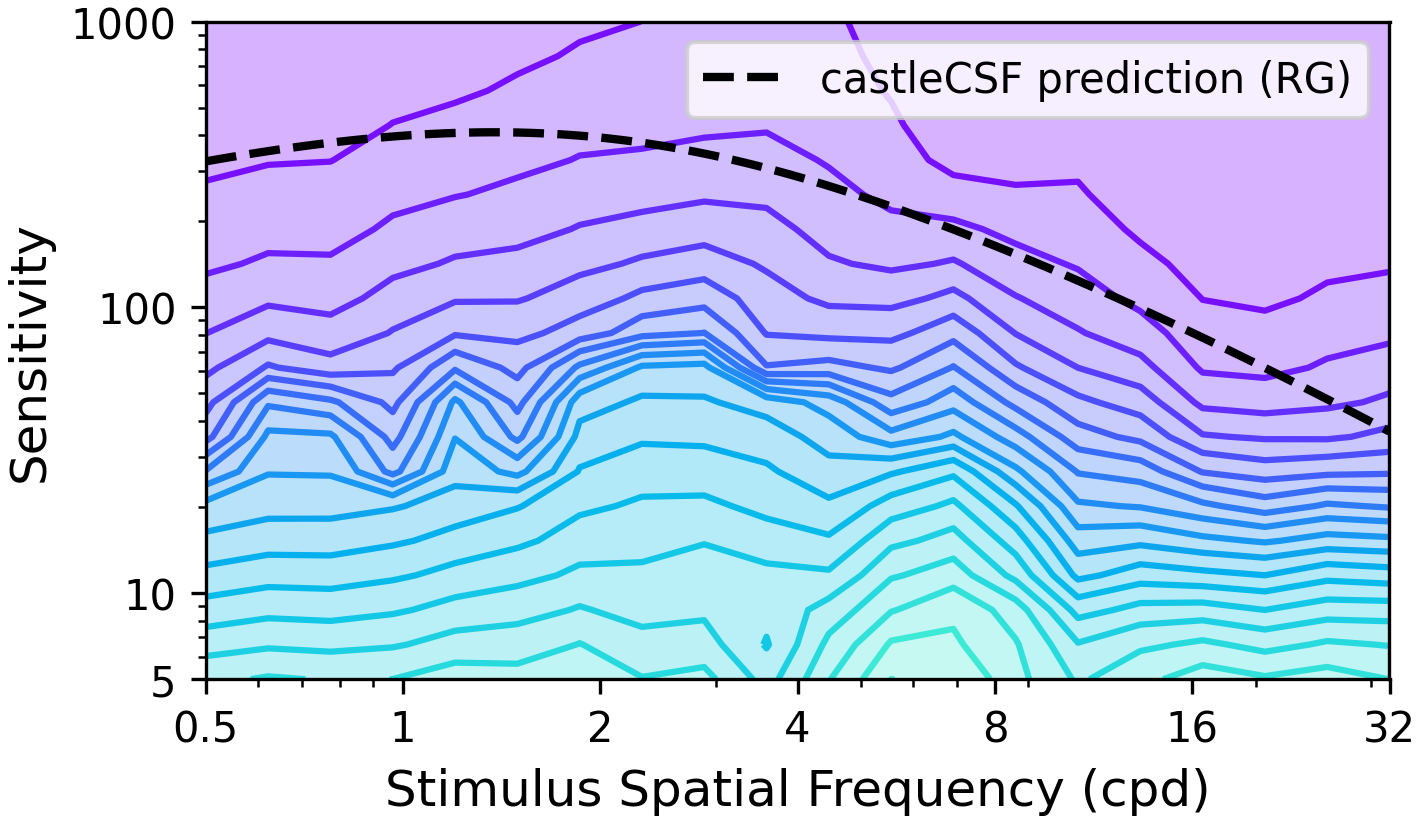 1000
100
10
5
Sensitivity
castleCSF prediction (RG)
0.5 1 2 4 8 16 32
Stimulus Spatial Frequency (cpd)